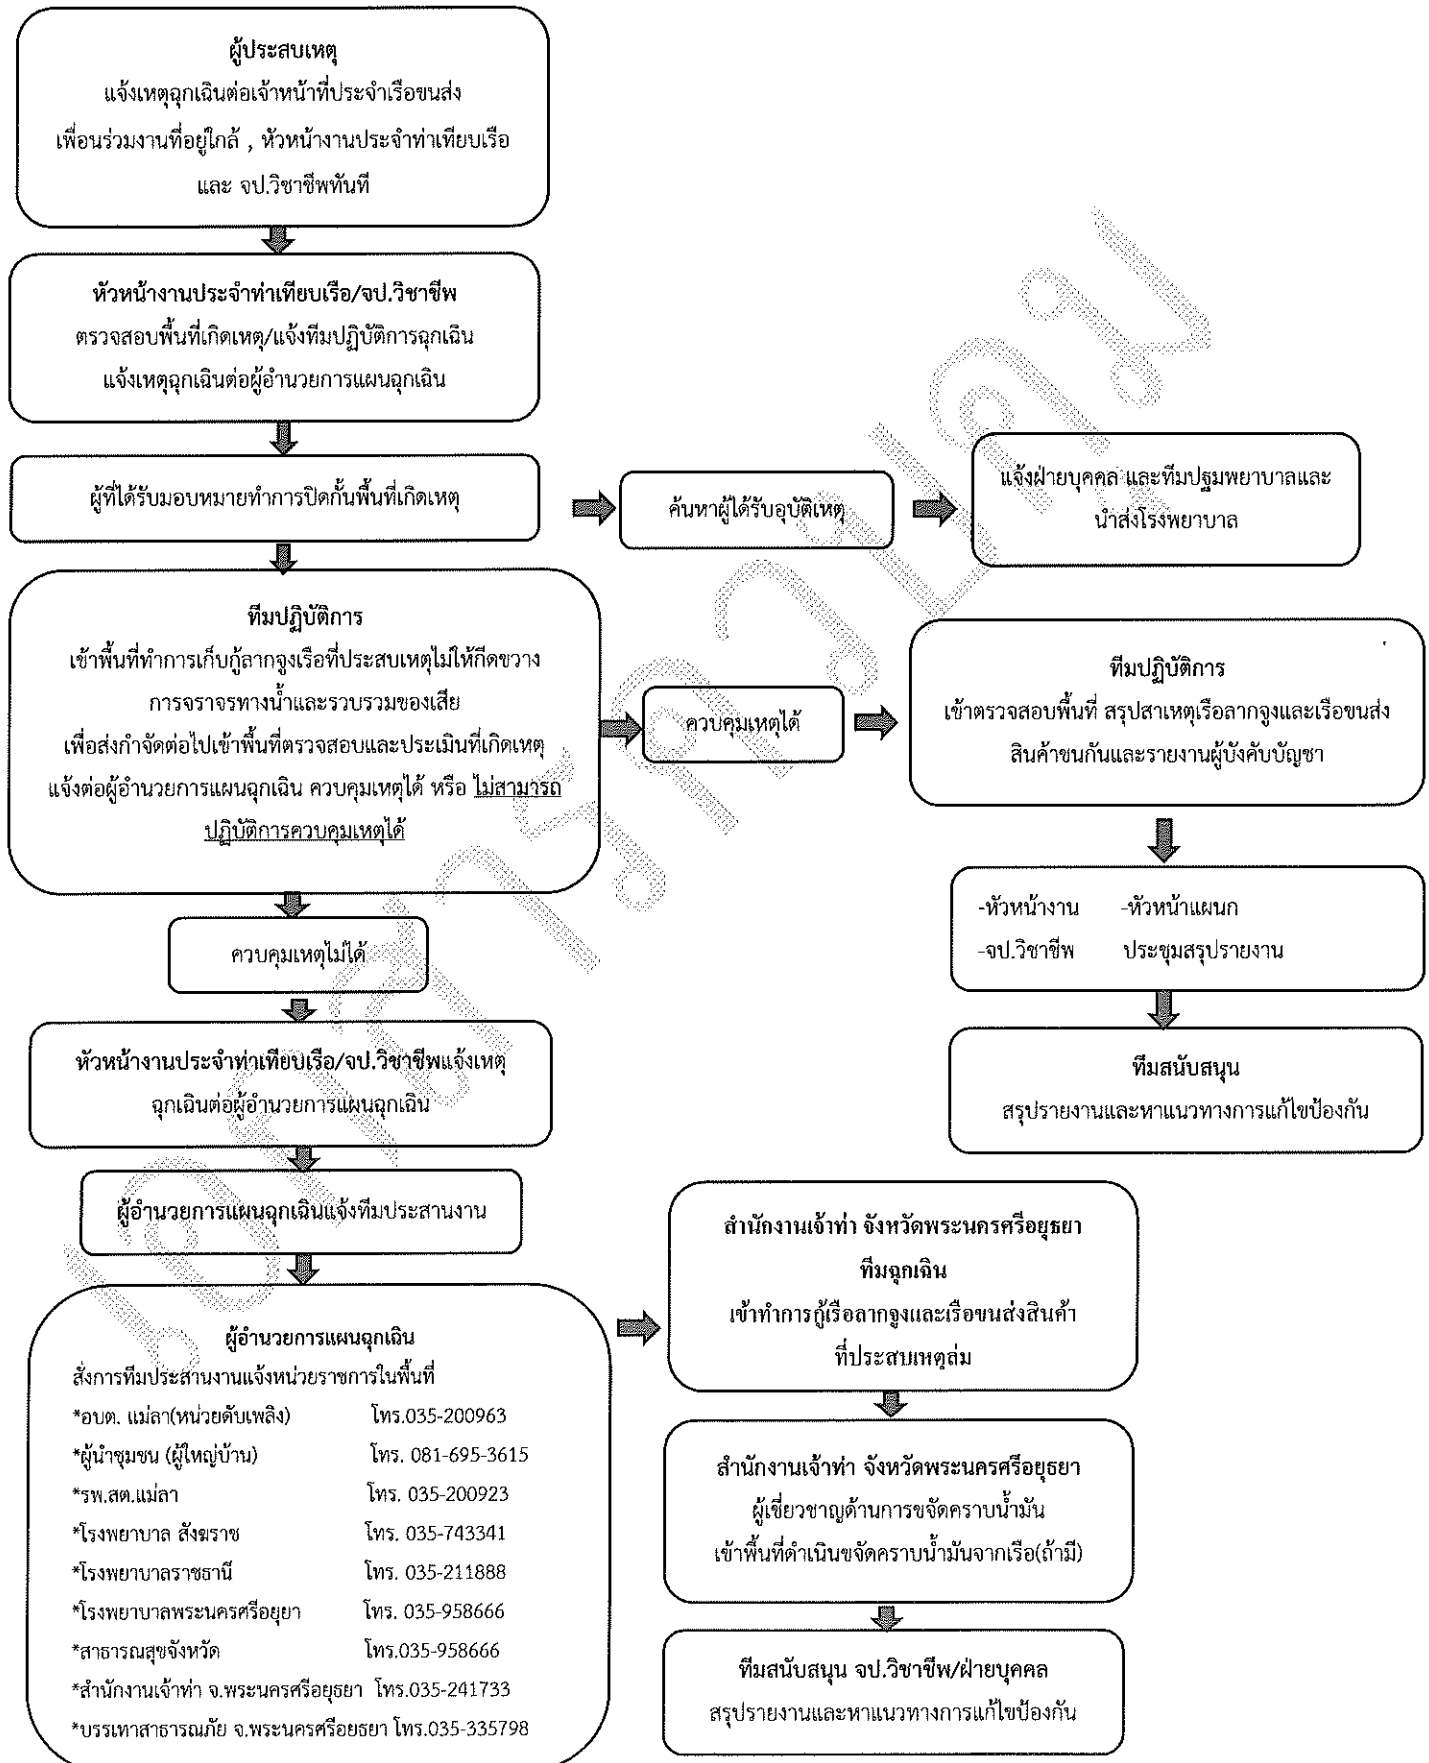 ผู้ประสบเหตุ
แจ้งเหตุฉุกเฉินต่อเจ้าหน้าที่ประจำเรือขนส่ง
เพื่อนร่วมงานที่อยู่ใกล้ , หัวหน้างานประจำท่าเทียบเรือ
และ จป.วิชาชีพทันที
หัวหน้างานประจำท่าเทียบเรือ/จป.วิชาชีพ
ตรวจสอบพื้นที่เกิดเหตุ/แจ้งทีมปฏิบัติการฉุกเฉิน
แจ้งเหตุฉุกเฉินต่อผู้อำนวยการแผนฉุกเฉิน
ผู้ที่ได้รับมอบหมายทำการปิดกั้นพื้นที่เกิดเหตุ
ค้นหาผู้ได้รับอุบัติเหตุ
แจ้งฝ่ายบุคคล และทีมปฐมพยาบาลและ
นำส่งโรงพยาบาล
ทีมปฏิบัติการ
เข้าพื้นที่ทำการเก็บกู้ลากจูงเรือที่ประสบเหตุไม่ให้กีดขวาง
การจราจรทางน้ำและรวบรวมของเสีย
เพื่อส่งกำจัดต่อไปเข้าพื้นที่ตรวจสอบและประเมินที่เกิดเหตุ
แจ้งต่อผู้อำนวยการแผนฉุกเฉิน ควบคุมเหตุได้ หรือ ไม่สามารถ
ปฏิบัติการควบคุมเหตุได้
ควบคุมเหตุได้
ทีมปฏิบัติการ
เข้าตรวจสอบพื้นที่ สรุปสาเหตุเรือลากจูงและเรือขนส่ง
สินค้าชนกันและรายงานผู้บังคับบัญชา
-หัวหน้างาน -หัวหน้าแผนก
-จป.วิชาชีพ ประชุมสรุปรายงาน
ทีมสนับสนุน
สรุปรายงานและหาแนวทางการแก้ไขป้องกัน
ควบคุมเหตุไม่ได้
หัวหน้างานประจำท่าเทียบเรือ/จป.วิชาชีพแจ้งเหตุ
ฉุกเฉินต่อผู้อำนวยการแผนฉุกเฉิน
ผู้อำนวยการแผนฉุกเฉินแจ้งทีมประสานงาน
ผู้อำนวยการแผนฉุกเฉิน
สั่งการทีมประสานงานแจ้งหน่วยราชการในพื้นที่
*อบต. แม่ลา(หน่วยดับเพลิง) โทร.035-200963
*ผู้นำชุมชน (ผู้ใหญ่บ้าน) โทร. 081-695-3615
*รพ.สต.แม่ลา โทร. 035-200923
*โรงพยาบาล สังฆราช โทร. 035-743341
*โรงพยาบาลราชธานี โทร. 035-211888
*โรงพยาบาลพระนครศรีอยุยา โทร. 035-958666
*สาธารณสุขจังหวัด โทร.035-958666
*สำนักงานเจ้าท่า จ.พระนครศรีอยุธยา โทร.035-241733
*บรรเทาสาธารณภัย จ.พระนครศรีอยธยา โทร.035-335798
สำนักงานเจ้าท่า จังหวัดพระนครศรีอยุธยา
ทีมฉุกเฉิน
เข้าทำการกู้เรือลากจูงและเรือขนส่งสินค้า
ที่ประสบเหตุล่ม
สำนักงานเจ้าท่า จังหวัดพระนครศรีอยุธยา
ผู้เชี่ยวชาญด้านการขจัดคราบน้ำมัน
เข้าพื้นที่ดำเนินขจัดคราบน้ำมันจากเรือ(ถ้ามี)
ทีมสนับสนุน จป.วิชาชีพ/ฝ่ายบุคคล
สรุปรายงานและหาแนวทางการแก้ไขป้องกัน